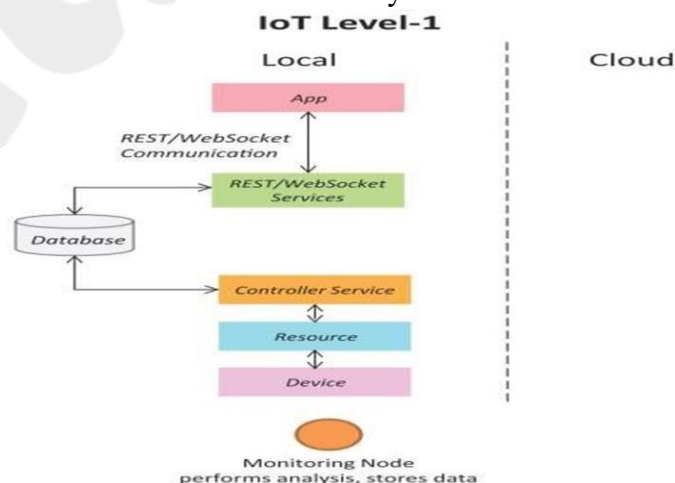 IoT Level-1
Local
Cloud
App
REST/WebSocket
Communication
REST/WebSocket
Services
Database
Controller Service
Resource
Device
Monitoring Node
performs analysis, stores data